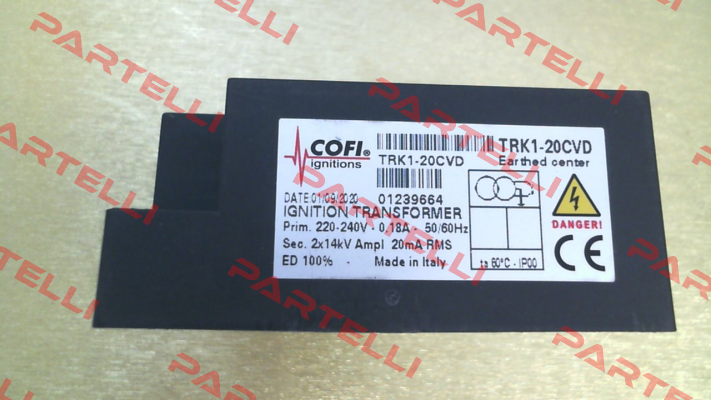 COFI®
ignitions
TRK1-20CVD
TRK1-20CVD
Earthed center
DATE:01/09/2020 01239664
IGNITION TRANSFORMER
Prim. 220-240V - 0,18A - 50/60Hz
Sec. 2x14kV Ampl 20mA RMS
ED 100% Made in Italy
ta 60°C - IP00
DANGER!
CE
PARTELLI
PARTELLI
PARTELLI
PARTELLI
PARTELLI
PARTELLI
PARTELLI
PARTELLI